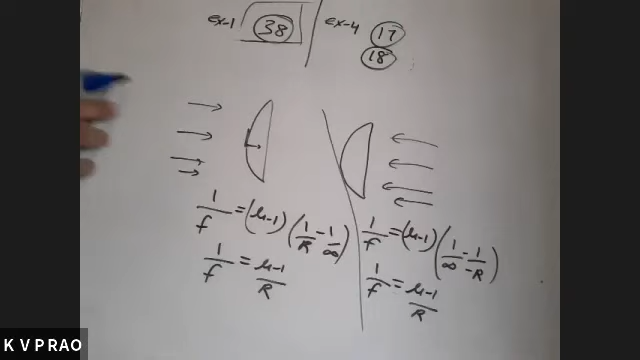 ex-1 38
ex-4 17
18
1/f = (μ-1) (1/R - 1/∞)
1/f = μ-1/R
1/f = (μ-1) (1/∞ - 1/-R)
1/f = μ-1/R
K V P RAO